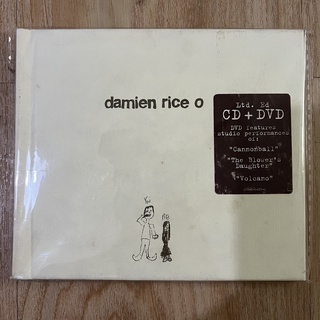 damien rice o
Ltd. Ed
CD + DVD
DVD features
studio performances
of:
"Cannonball"
"The Blower's
Daughter"
"Volcano"